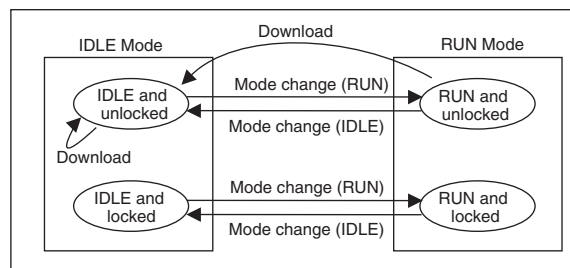 Download
IDLE Mode
RUN Mode
IDLE and
unlocked
Mode change (RUN)
Mode change (IDLE)
RUN and
unlocked
Download
IDLE and
locked
Mode change (RUN)
Mode change (IDLE)
RUN and
locked